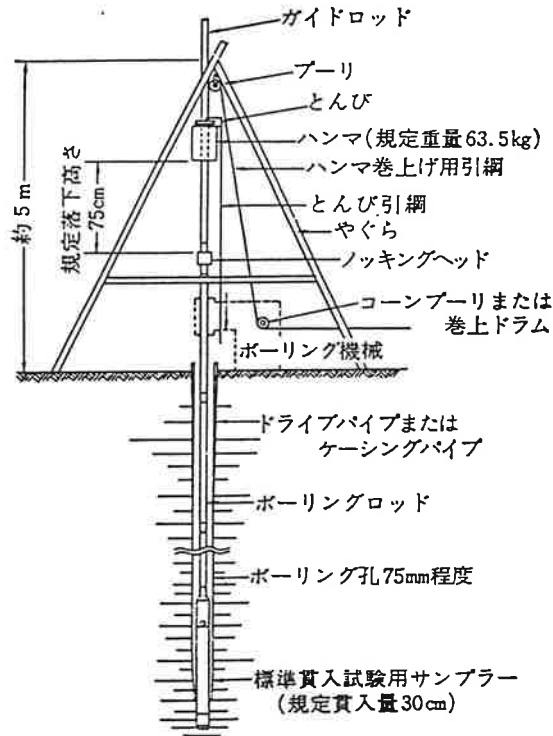 ガイドロッド
プーリ
とんび
ハンマ(規定重量63.5kg)
ハンマ巻上げ用引綱
とんび引綱
やぐら
ノッキングヘッド
コーンプーリまたは
巻上ドラム
ボーリング機械
約5m
規定落下高さ
75cm
ドライブパイプまたは
ケーシングパイプ
ボーリングロッド
ボーリング孔75mm程度
標準貫入試験用サンプラー
(規定貫入量30cm)